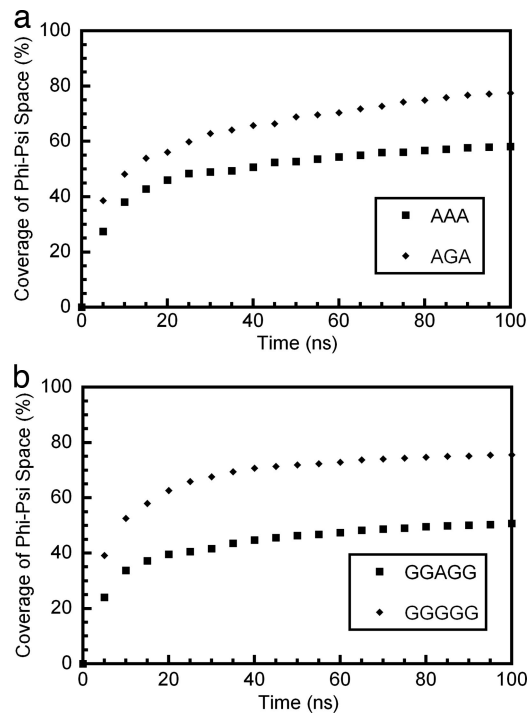 a
Coverage of Phi-Psi Space (%)
100
80
60
40
20
0
AAA
AGA
0 20 40 60 80 100
Time (ns)
b
Coverage of Phi-Psi Space (%)
100
80
60
40
20
0
GGAGG
GGGGG
0 20 40 60 80 100
Time (ns)